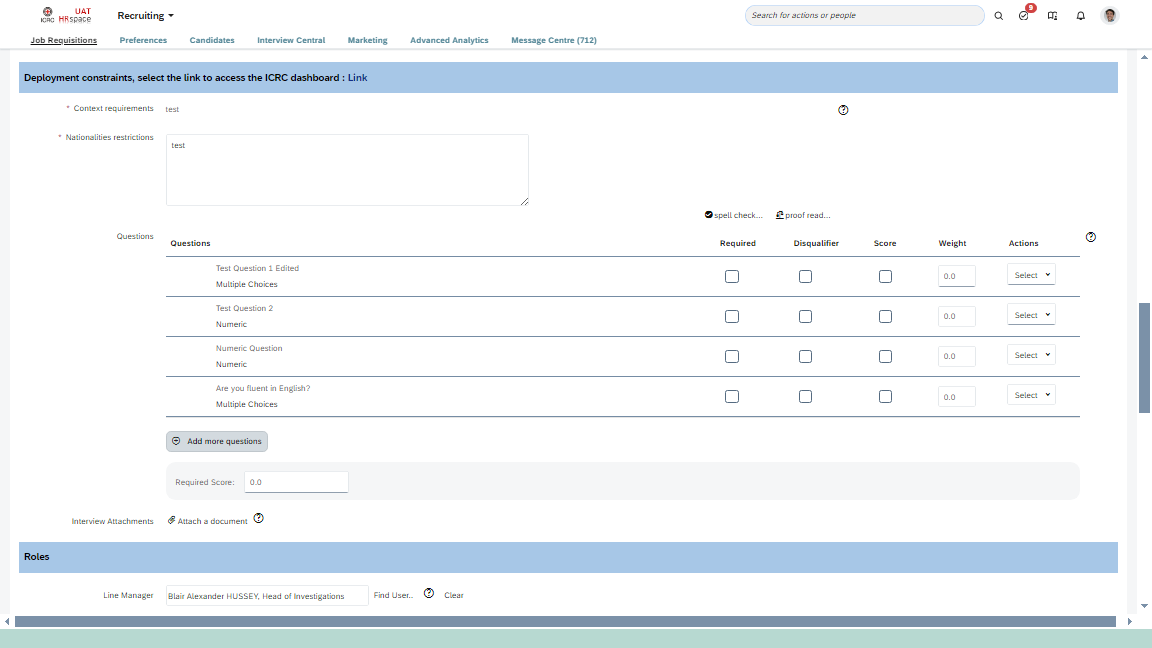 ICRC UAT HRspace Recruiting Search for actions or people 9
Job Requisitions Preferences Candidates Interview Central Marketing Advanced Analytics Message Centre (712)
Deployment constraints, select the link to access the ICRC dashboard : Link
* Context requirements test
* Nationalities restrictions test
spell check... proof read...
Questions
Questions Required Disqualifier Score Weight Actions
Test Question 1 Edited
Multiple Choices 0.0 Select
Test Question 2
Numeric 0.0 Select
Numeric Question
Numeric 0.0 Select
Are you fluent in English?
Multiple Choices 0.0 Select
Add more questions
Required Score: 0.0
Interview Attachments Attach a document
Roles
Line Manager Blair Alexander HUSSEY, Head of Investigations Find User.. Clear